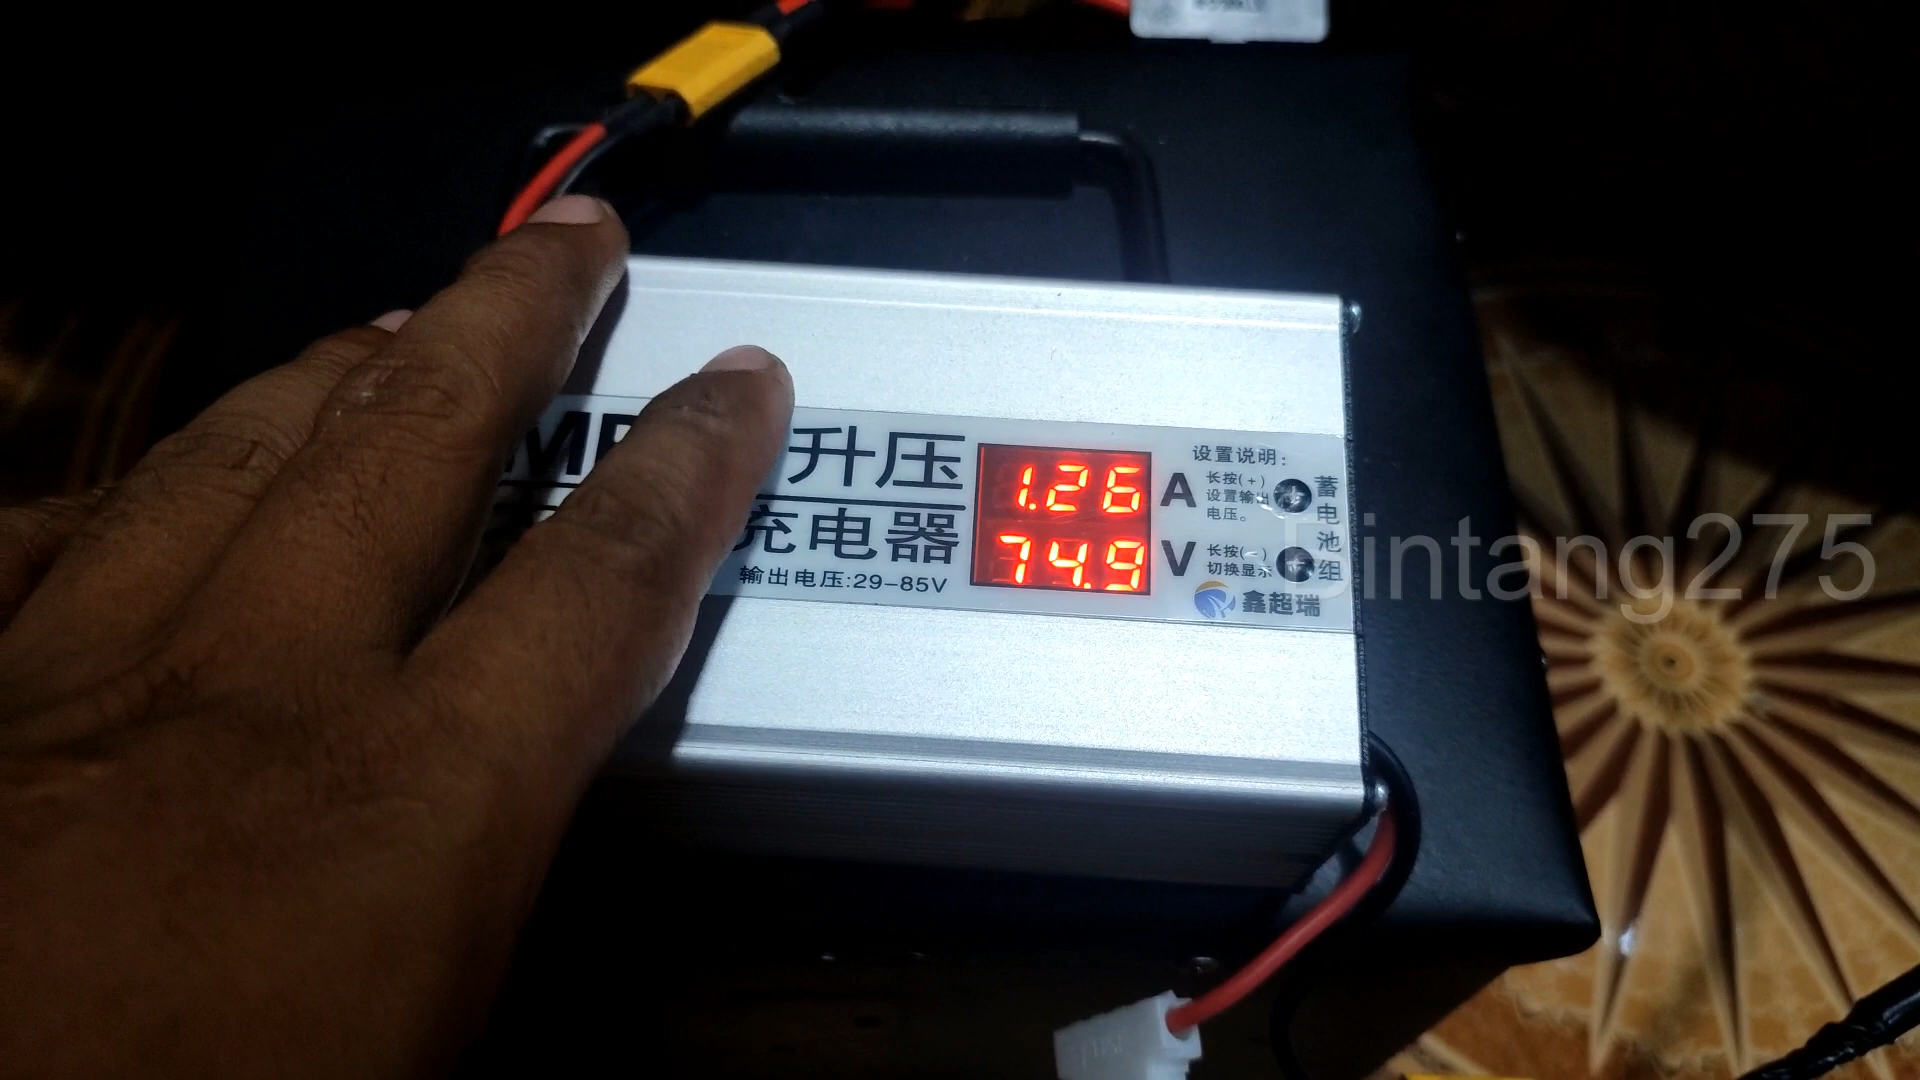 MP
升压
充电器
输出电压:29-85V
1.26 A
74.9 V
设置说明:
长按(+)
设置输出
电压。
长按(-)
切换显示
蓄电池组
鑫超瑞
Bintang275